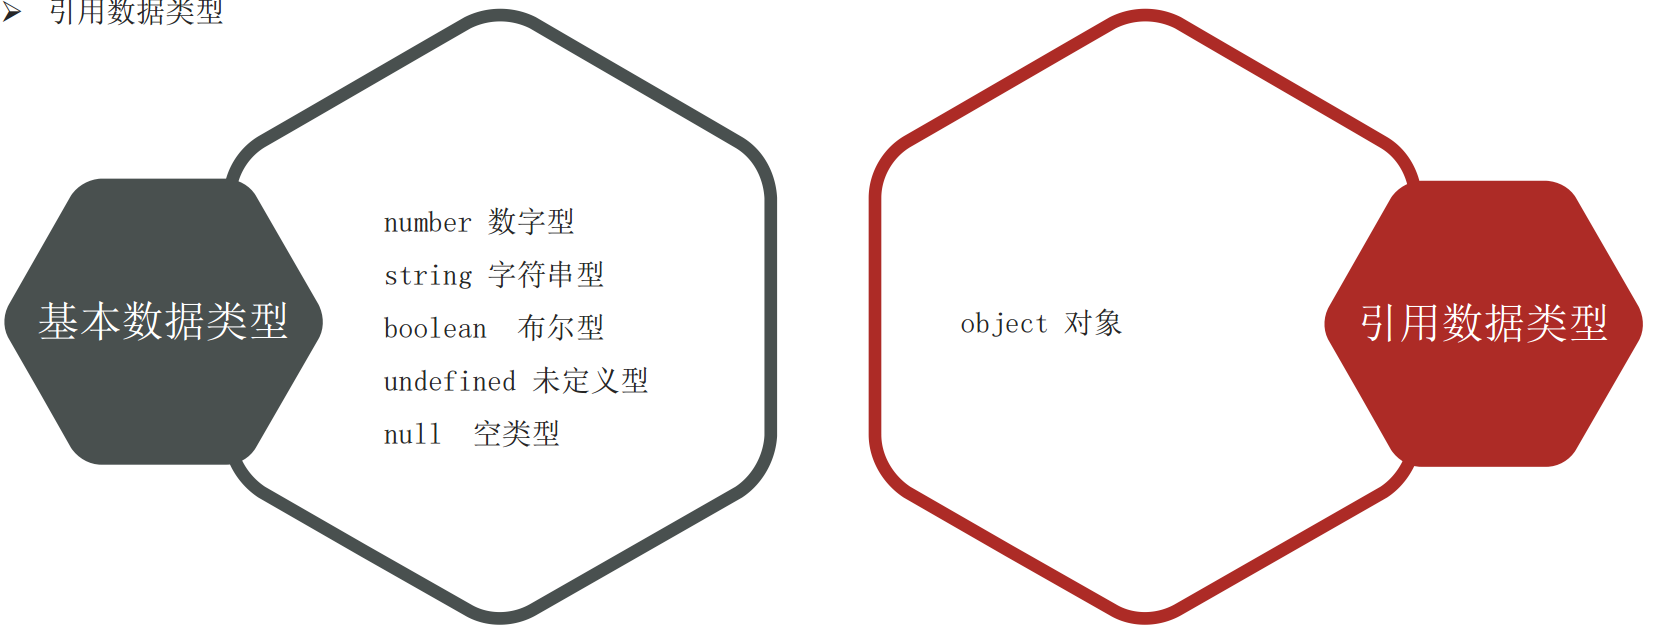 ➢ 引用数据类型
基本数据类型
number 数字型
string 字符串型
boolean 布尔型
undefined 未定义型
null 空类型
object 对象
引用数据类型